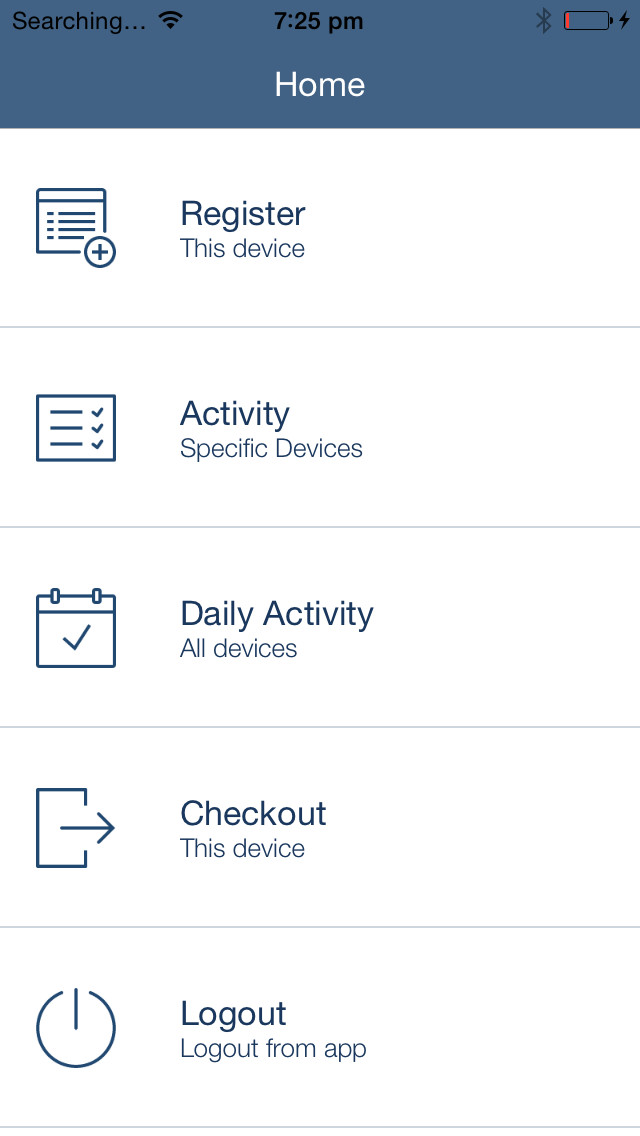 Searching... 7:25 pm
Home
Register
This device
Activity
Specific Devices
Daily Activity
All devices
Checkout
This device
Logout
Logout from app